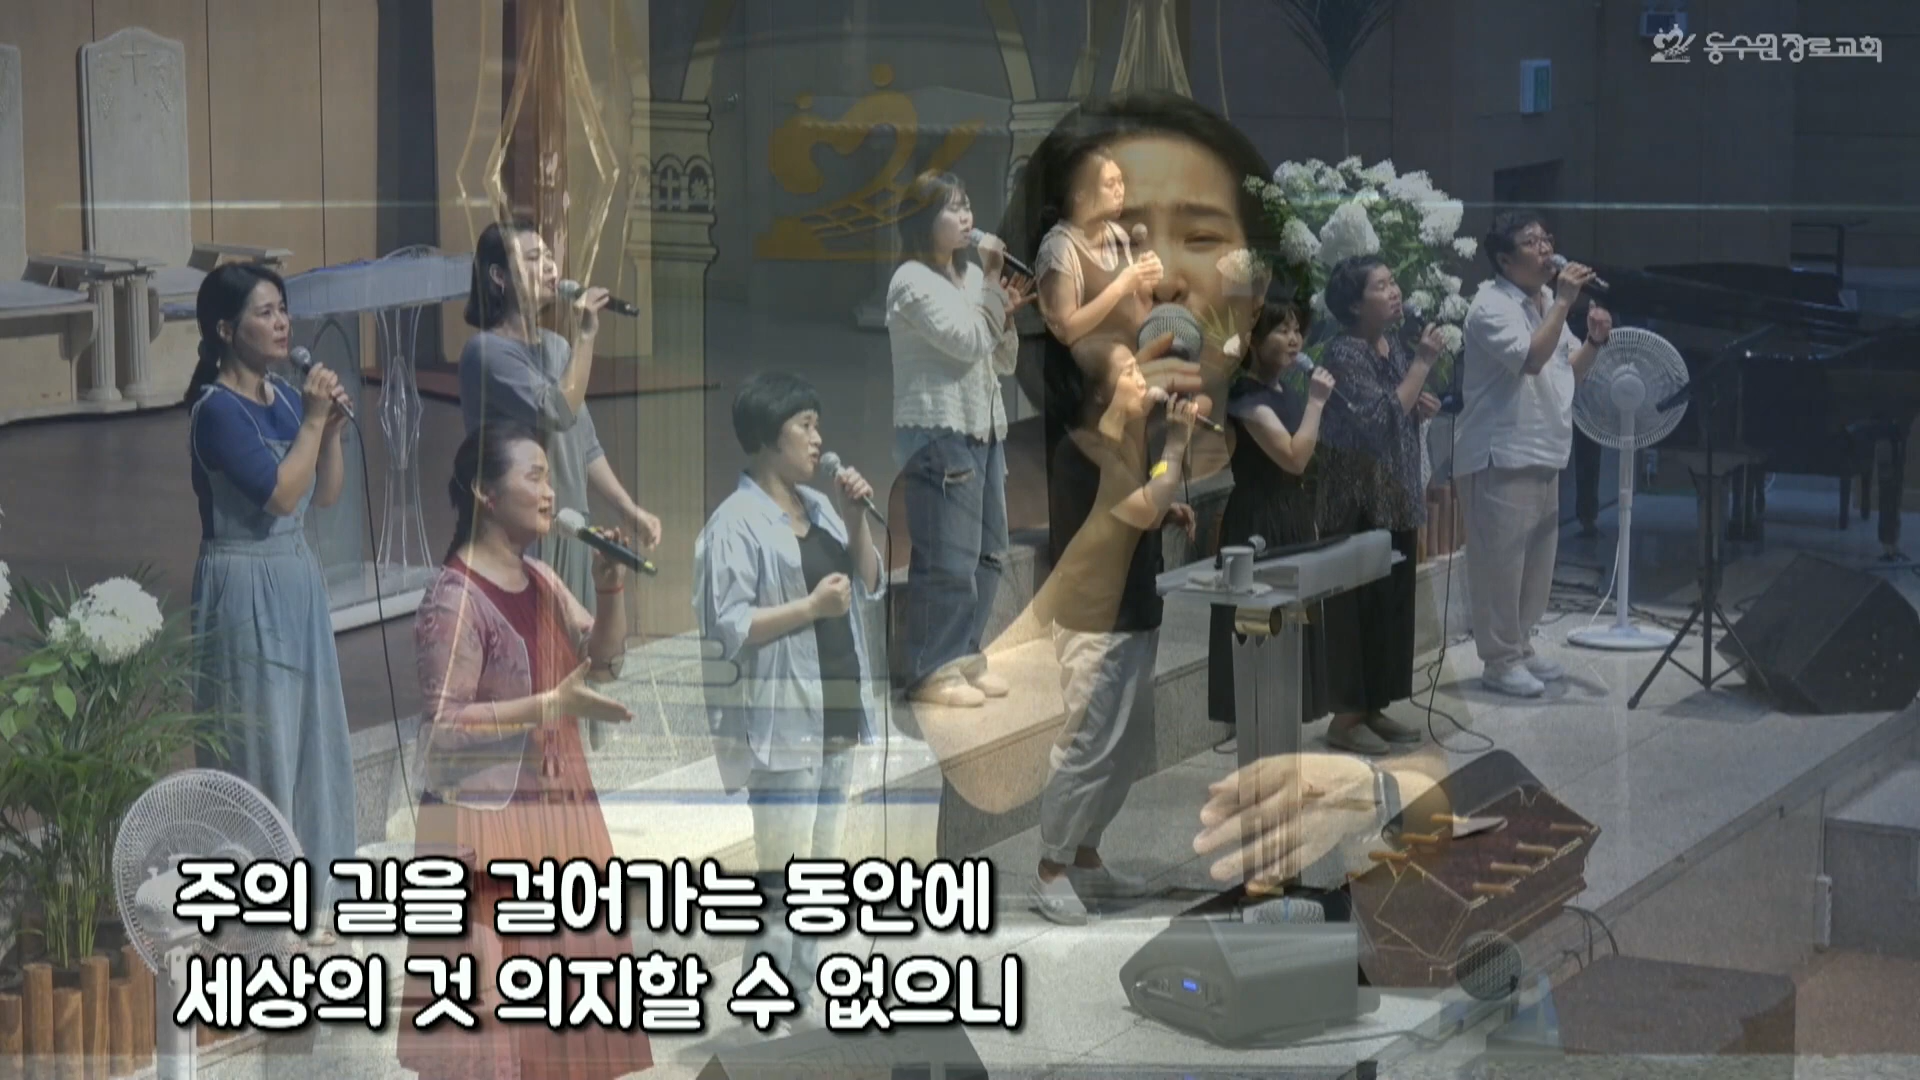 동수원장로교회
주의 길을 걸어가는 동안에
세상의 것 의지할 수 없으니